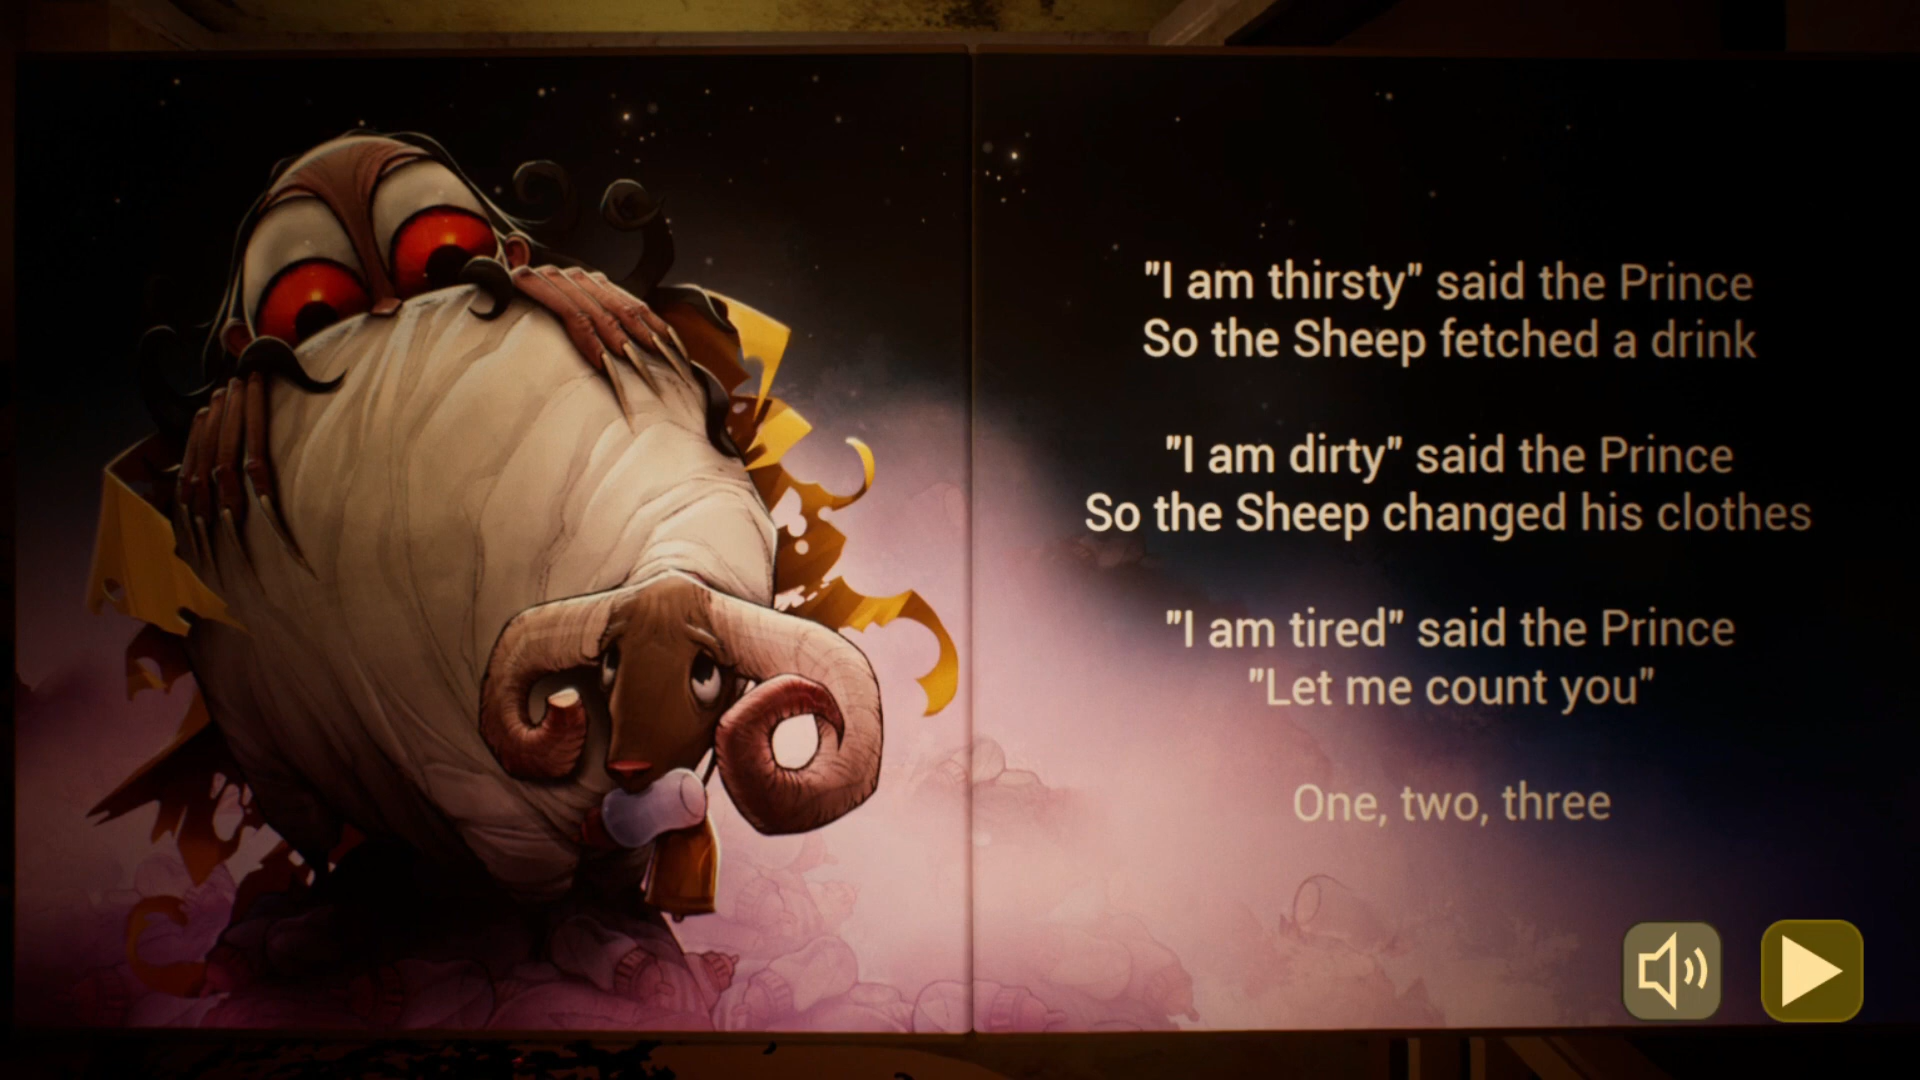 "I am thirsty" said the Prince
So the Sheep fetched a drink
"I am dirty" said the Prince
So the Sheep changed his clothes
"I am tired" said the Prince
"Let me count you"
One, two, three